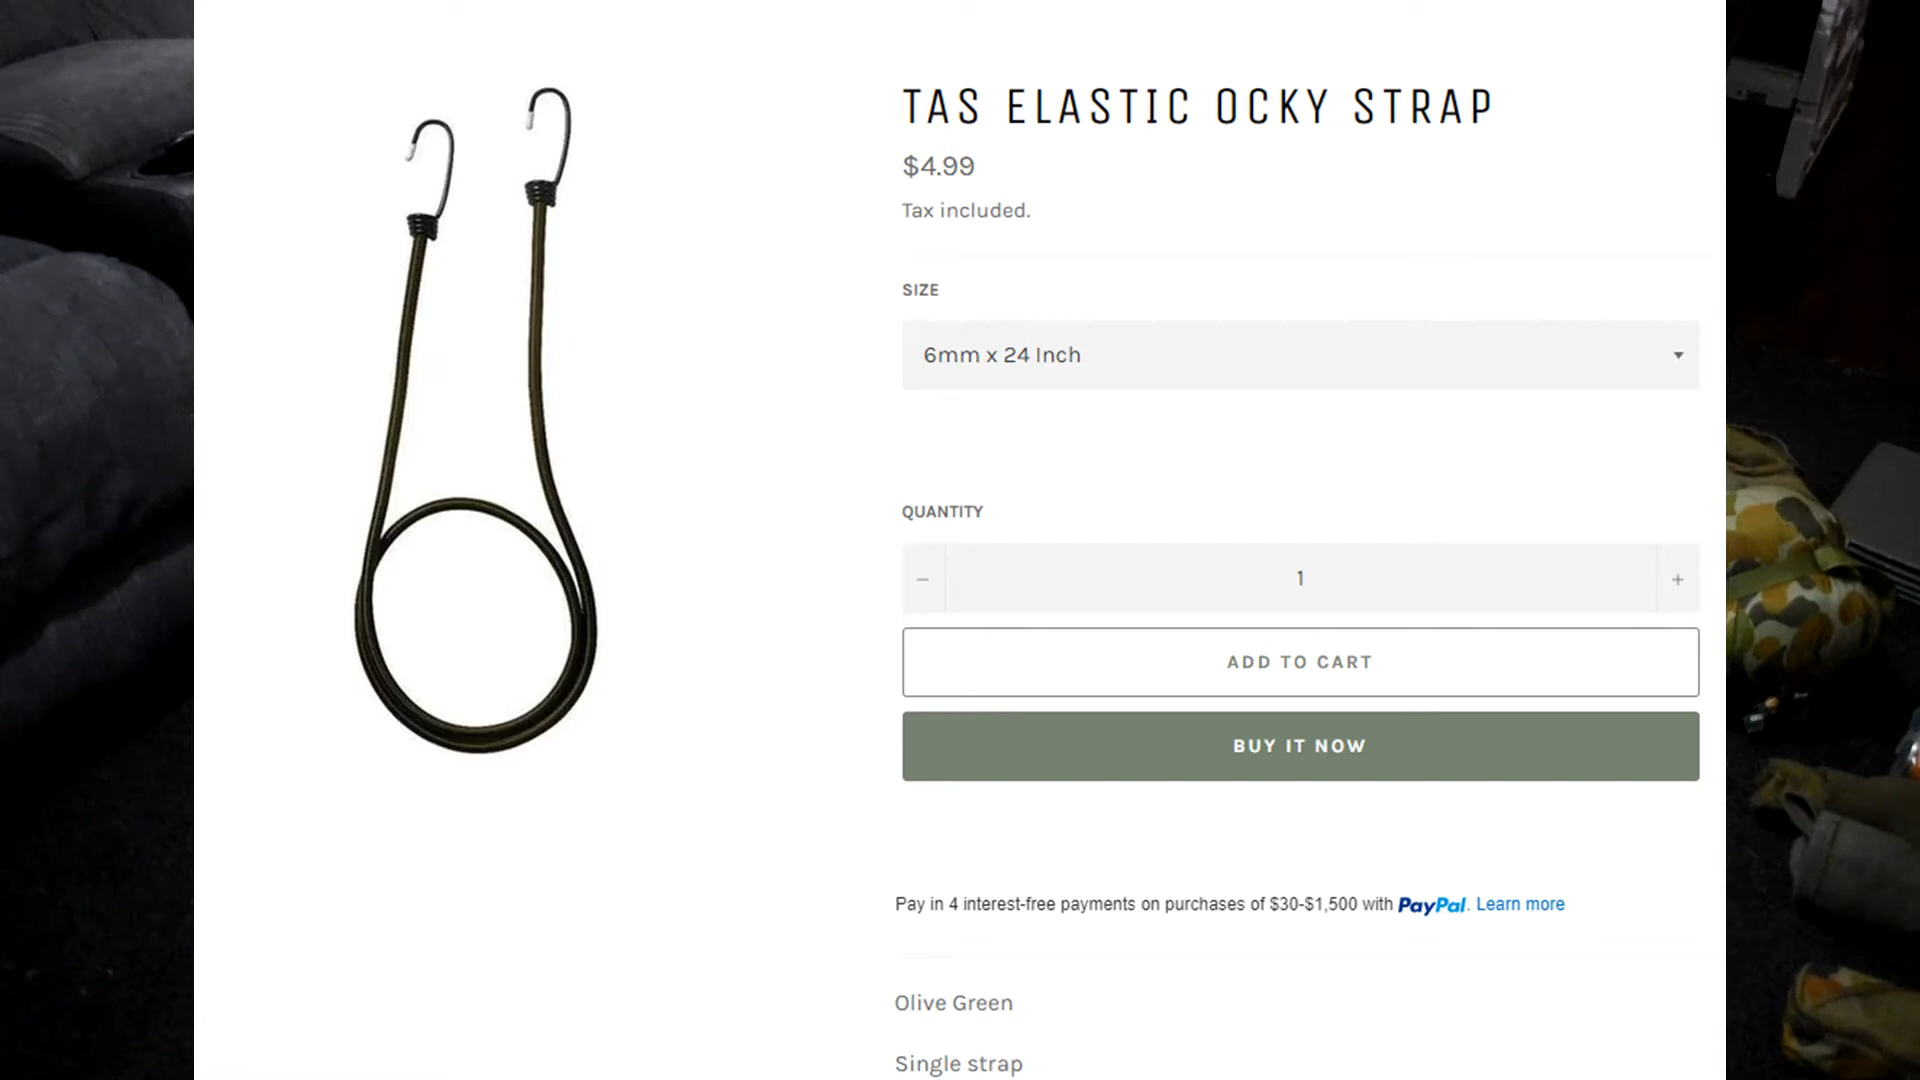 TAS ELASTIC OCKY STRAP
$4.99
Tax included.
SIZE
6mm x 24 Inch
QUANTITY
− 1 +
ADD TO CART
BUY IT NOW
Pay in 4 interest-free payments on purchases of $30-$1,500 with PayPal. Learn more
Olive Green
Single strap